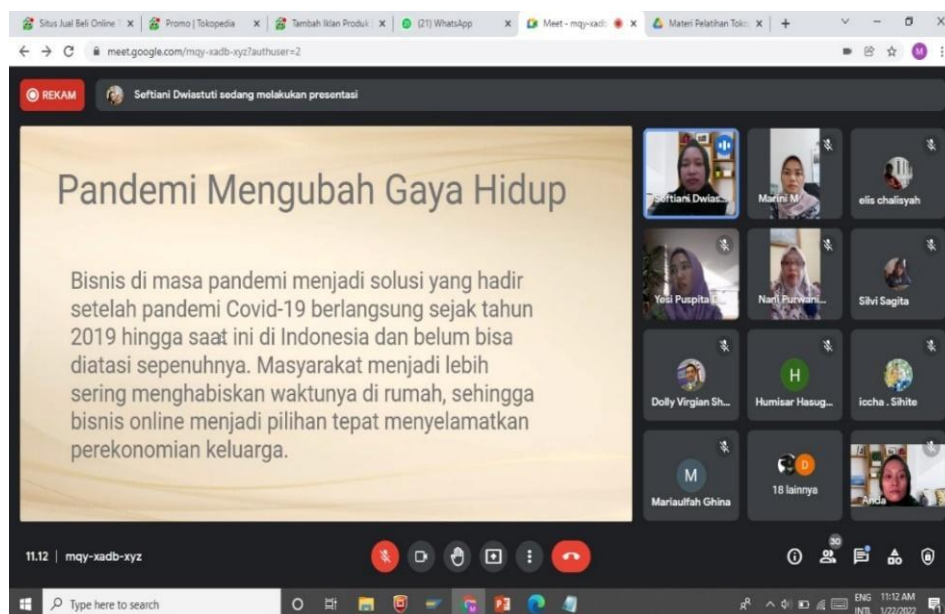 Situs Jual Beli Online T
Promo | Tokopedia
Tambah Iklan Produk |
(21) WhatsApp
Meet - mqy-xadb
Materi Pelatihan Toko
meet.google.com/mqy-xadb-xyz?authuser=2
M
REKAM
Seftiani Dwiastuti sedang melakukan presentasi
Pandemi Mengubah Gaya Hidup
Bisnis di masa pandemi menjadi solusi yang hadir
setelah pandemi Covid-19 berlangsung sejak tahun
2019 hingga saat ini di Indonesia dan belum bisa
diatasi sepenuhnya. Masyarakat menjadi lebih
sering menghabiskan waktunya di rumah, sehingga
bisnis online menjadi pilihan tepat menyelamatkan
perekonomian keluarga.
Seftiani Dwias...
Marini M
elis chalisyah
Yesi Puspita
Nani Purwani...
Silvi Sagita
Dolly Virgian Sh...
H
Humisar Hasug...
iccha . Sihite
M
Mariaulfah Ghina
D
18 lainnya
Anda
11.12 | mqy-xadb-xyz
30
Type here to search
ENG 11:12 AM
INTL 1/22/2022